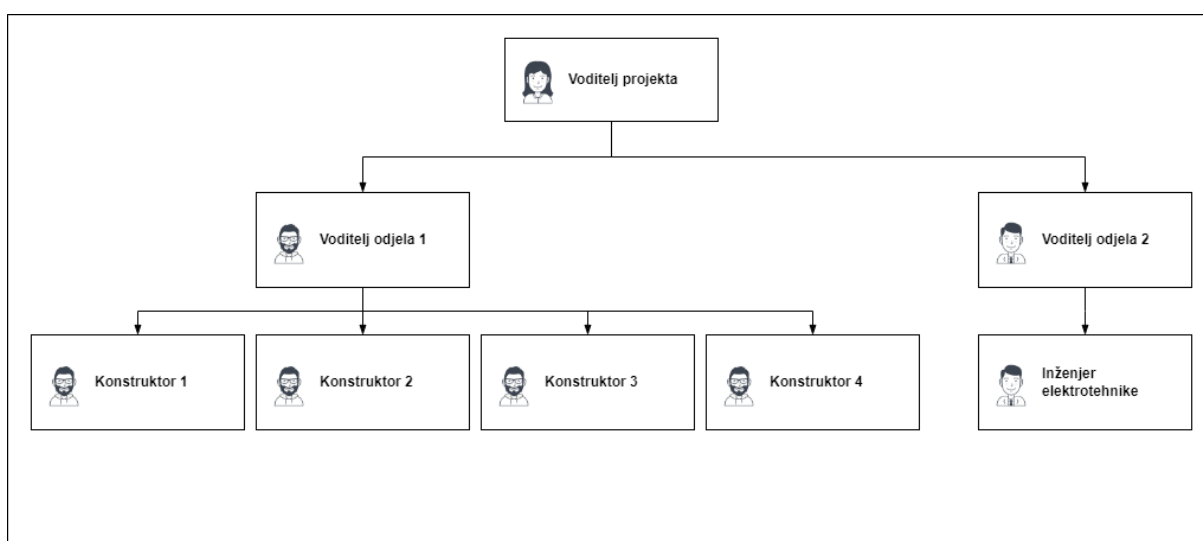 Voditelj projekta
Voditelj odjela 1
Voditelj odjela 2
Konstruktor 1
Konstruktor 2
Konstruktor 3
Konstruktor 4
Inženjer
elektrotehnike